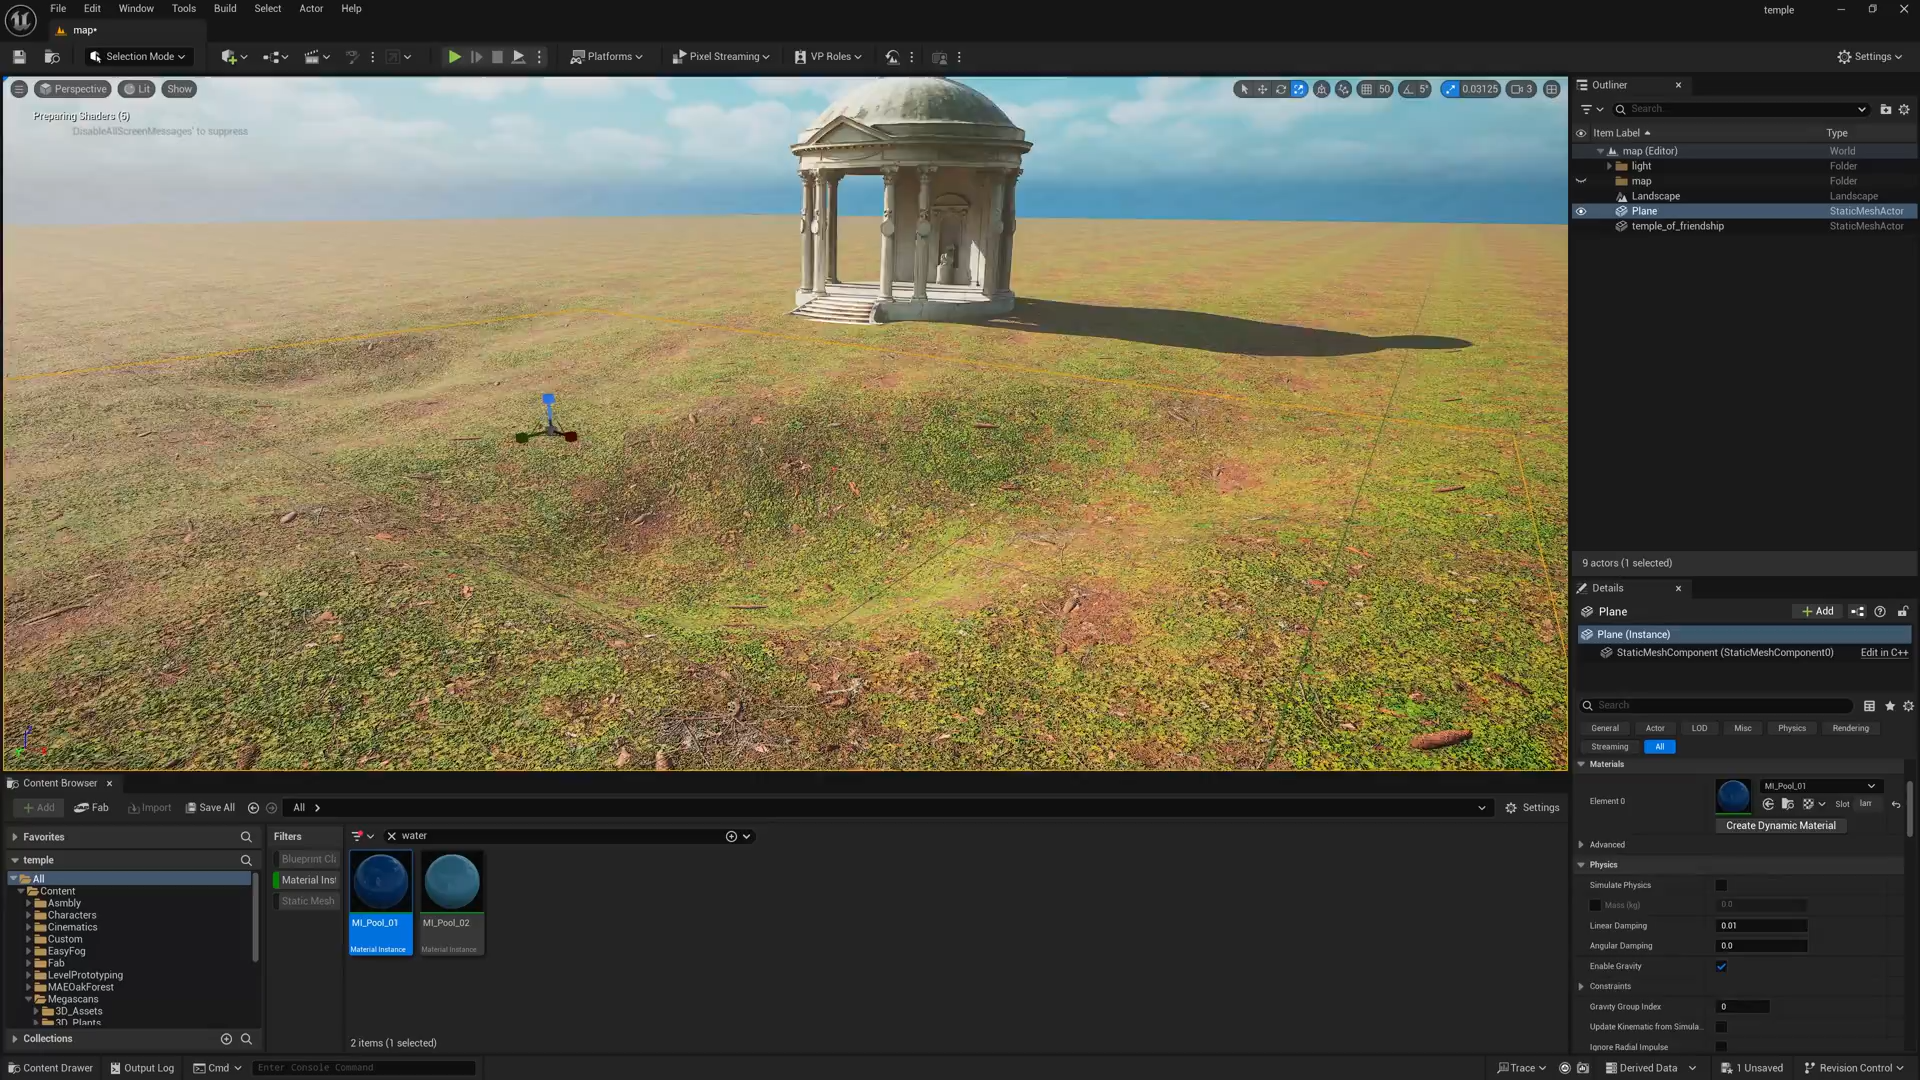 File Edit Window Tools Build Select Actor Help
temple
map•
Selection Mode
Platforms
Pixel Streaming
VP Roles
Settings
Perspective Lit Show
50 5° 0.03125 3
Preparing Shaders (5)
'DisableAllScreenMessages' to suppress
Outliner
Search...
Item Label Type
map (Editor) World
light Folder
map Folder
Landscape Landscape
Plane StaticMeshActor
temple_of_friendship StaticMeshActor
9 actors (1 selected)
Details
Plane
Add
Plane (Instance)
StaticMeshComponent (StaticMeshComponent0) Edit in C++
Search
General Actor LOD Misc Physics Rendering
Streaming All
Materials
Element 0
MI_Pool_01
Slot
Create Dynamic Material
Advanced
Physics
Simulate Physics
Mass (kg) 0.0
Linear Damping 0.01
Angular Damping 0.0
Enable Gravity
Constraints
Gravity Group Index 0
Update Kinematic from Simula...
Ignore Radial Impulse
Content Browser
Add Fab Import Save All All Settings
Favorites
temple
All
Content
Asmbly
Characters
Cinematics
Custom
EasyFog
Fab
LevelPrototyping
MAEOakForest
Megascans
3D_Assets
3D_Plants
Collections
Filters
Blueprint Cl
Material Ins
Static Mesh
water
MI_Pool_01
Material Instance
MI_Pool_02
Material Instance
2 items (1 selected)
Content Drawer Output Log Cmd Enter Console Command
Trace Derived Data 1 Unsaved Revision Control